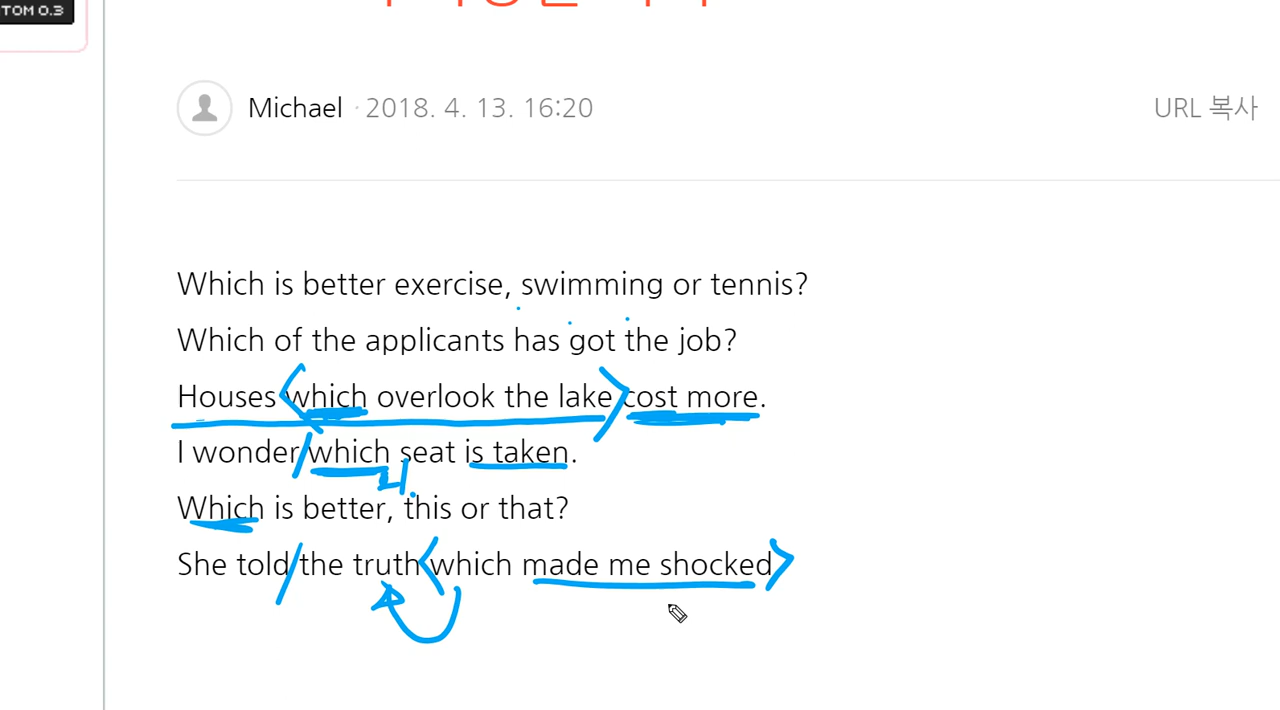 TOM 0.3
Michael · 2018. 4. 13. 16:20
URL 복사
Which is better exercise, swimming or tennis?
Which of the applicants has got the job?
Houses which overlook the lake cost more.
I wonder which seat is taken.
Which is better, this or that?
She told the truth which made me shocked